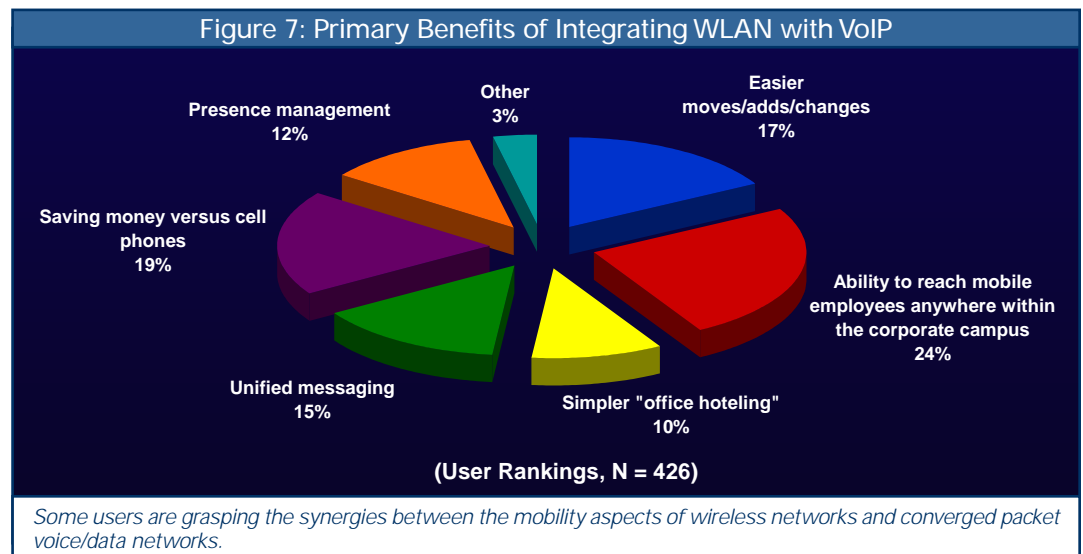 Figure 7: Primary Benefits of Integrating WLAN with VoIP
Other
3%
Easier
moves/adds/changes
17%
Presence management
12%
Saving money versus cell
phones
19%
Ability to reach mobile
employees anywhere within
the corporate campus
24%
Unified messaging
15%
Simpler "office hoteling"
10%
(User Rankings, N = 426)
Some users are grasping the synergies between the mobility aspects of wireless networks and converged packet
voice/data networks.